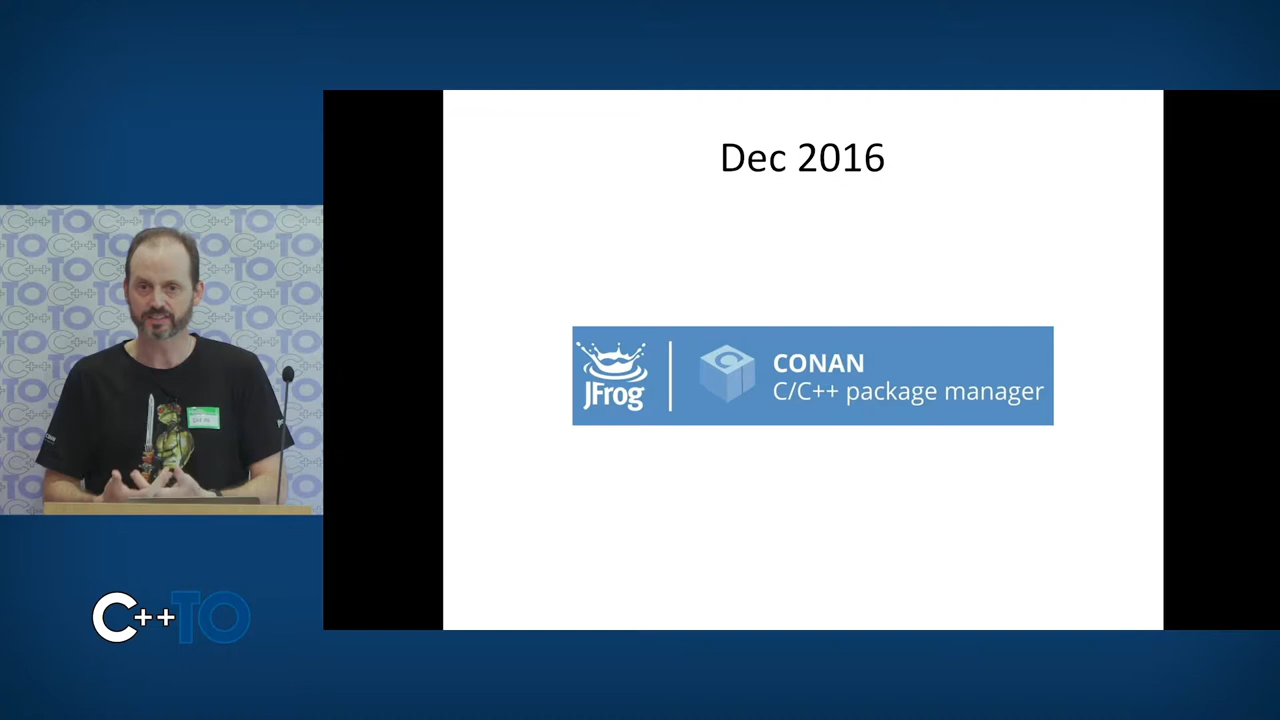 Dec 2016
JFrog
CONAN
C/C++ package manager
C++TO